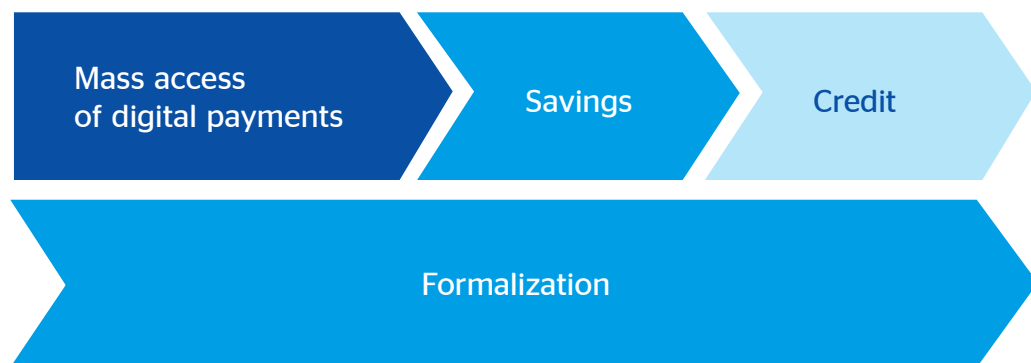 Mass access
of digital payments
Savings
Credit
Formalization